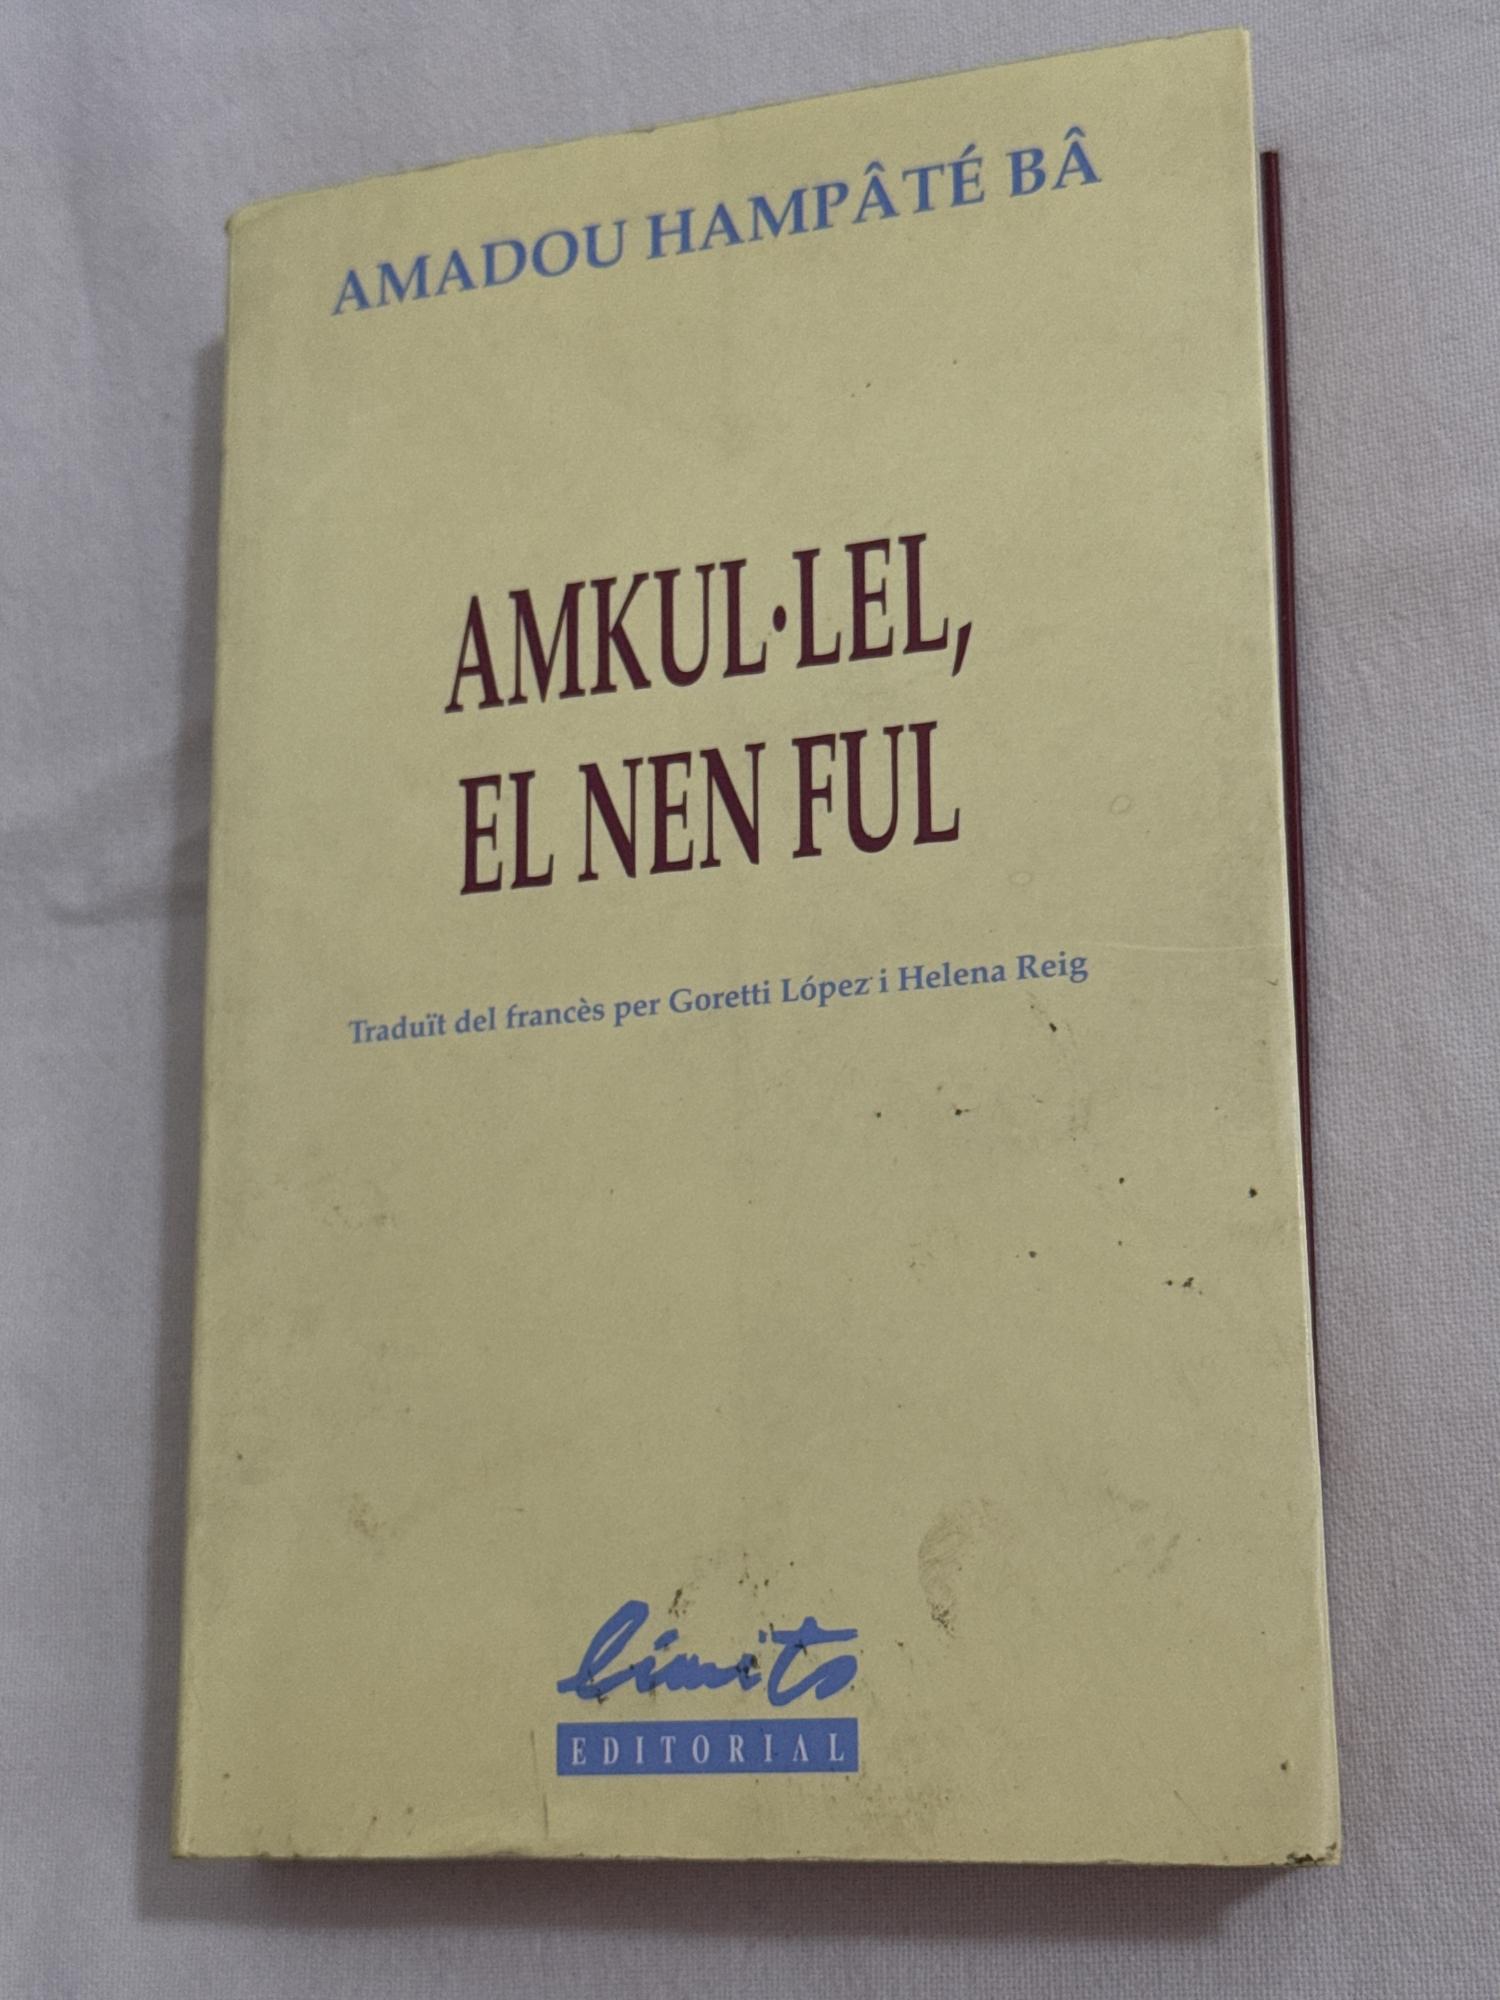 AMADOU HAMPÂTÉ BÂ
AMKUL·LEL,
EL NEN FUL
Traduït del francès per Goretti López i Helena Reig
límits
EDITORIAL